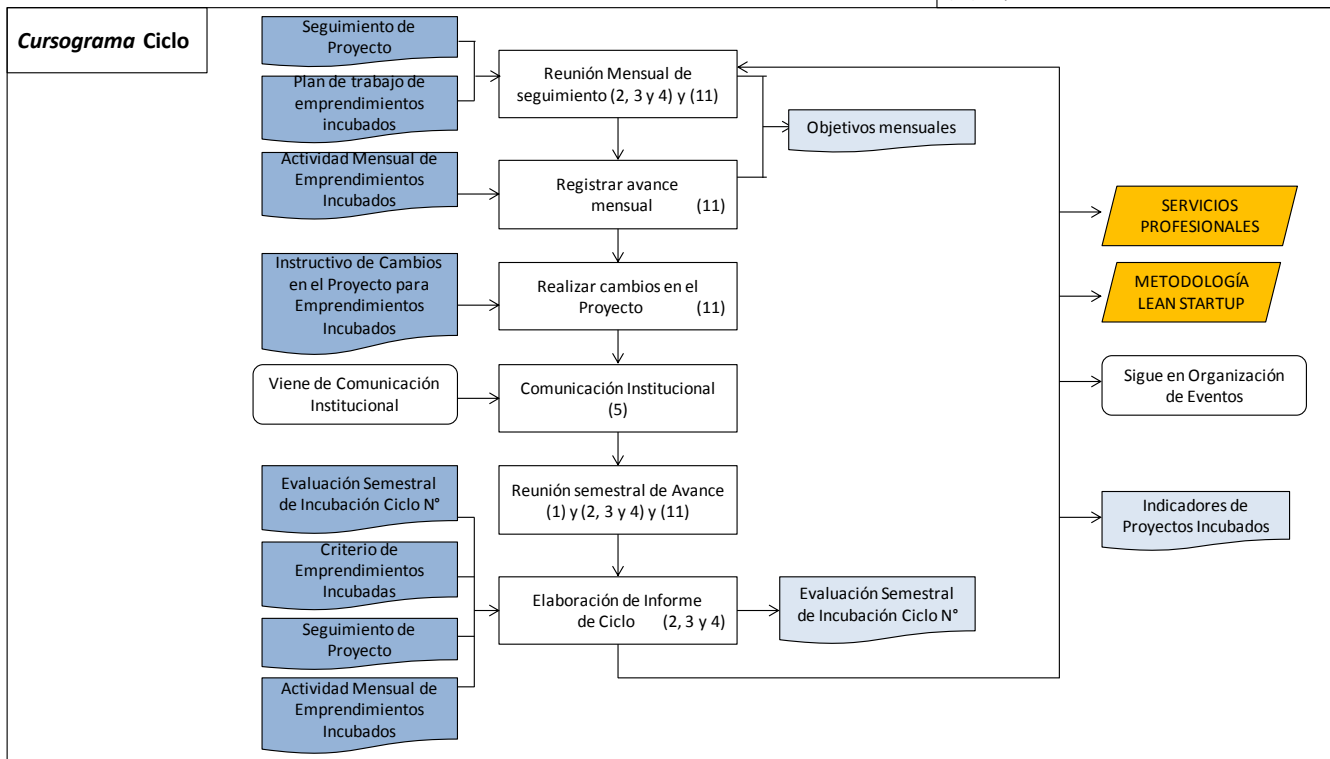 Cursograma Ciclo
Seguimiento de
Proyecto
Plan de trabajo de
emprendimientos
incubados
Reunión Mensual de
seguimiento (2, 3 y 4) y (11)
Objetivos mensuales
Actividad Mensual de
Emprendimientos
Incubados
Registrar avance
mensual (11)
SERVICIOS
PROFESIONALES
Instructivo de Cambios
en el Proyecto para
Emprendimientos
Incubados
Realizar cambios en el
Proyecto (11)
METODOLOGÍA
LEAN STARTUP
Viene de Comunicación
Institucional
Comunicación Institucional
(5)
Sigue en Organización
de Eventos
Evaluación Semestral
de Incubación Ciclo N°
Reunión semestral de Avance
(1) y (2, 3 y 4) y (11)
Indicadores de
Proyectos Incubados
Criterio de
Emprendimientos
Incubadas
Seguimiento de
Proyecto
Actividad Mensual de
Emprendimientos
Incubados
Elaboración de Informe
de Ciclo (2, 3 y 4)
Evaluación Semestral
de Incubación Ciclo N°